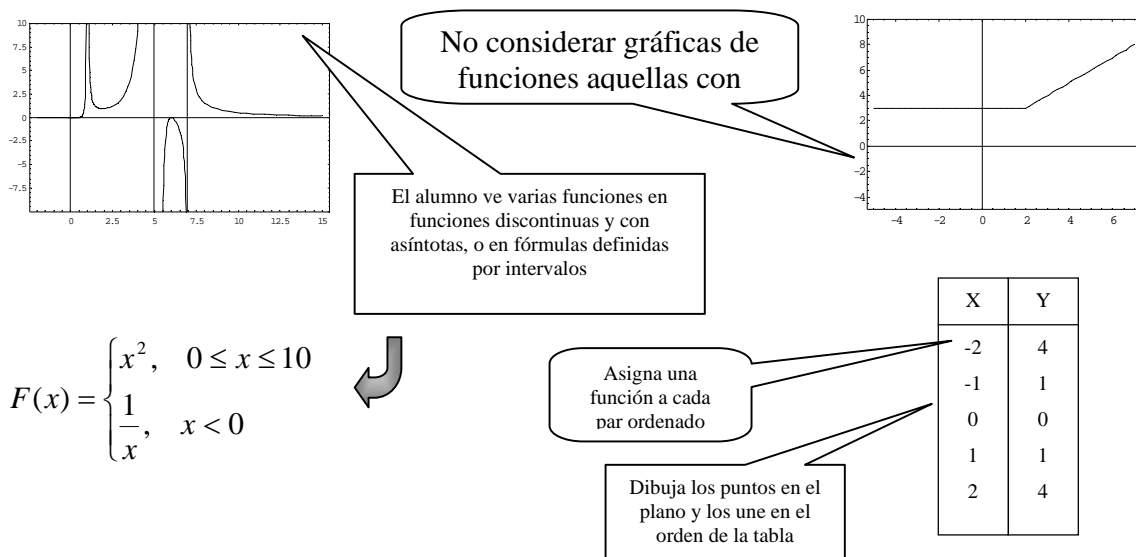 10
7.5
5
2.5
0
-2.5
-5
-7.5
0 2.5 5 7.5 10 12.5 15
No considerar gráficas de
funciones aquellas con
10
8
6
4
2
0
-2
-4
-4 -2 0 2 4 6
El alumno ve varias funciones en
funciones discontinuas y con
asíntotas, o en fórmulas definidas
por intervalos
F(x) = { x², 0 ≤ x ≤ 10
1/x, x < 0
Asigna una
función a cada
par ordenado
Dibuja los puntos en el
plano y los une en el
orden de la tabla
X Y
-2 4
-1 1
0 0
1 1
2 4